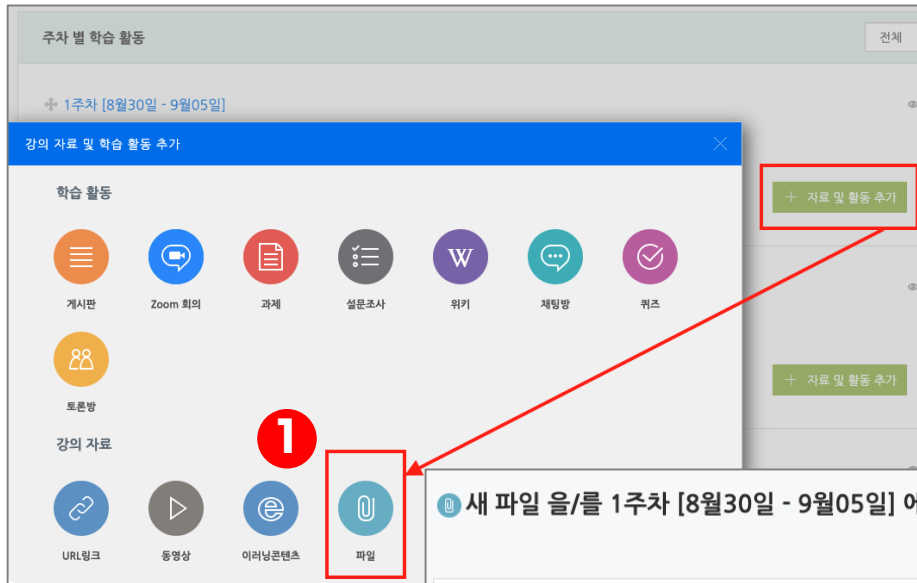 주차 별 학습 활동
전체
1주차 [8월30일 - 9월05일]
강의 자료 및 학습 활동 추가
학습 활동
+ 자료 및 활동 추가
게시판
Zoom 회의
과제
설문조사
W
위키
채팅방
퀴즈
+ 자료 및 활동 추가
토론방
강의 자료
1
URL링크
동영상
e
이러닝콘텐츠
파일
새 파일 을/를 1주차 [8월30일 - 9월05일] 에